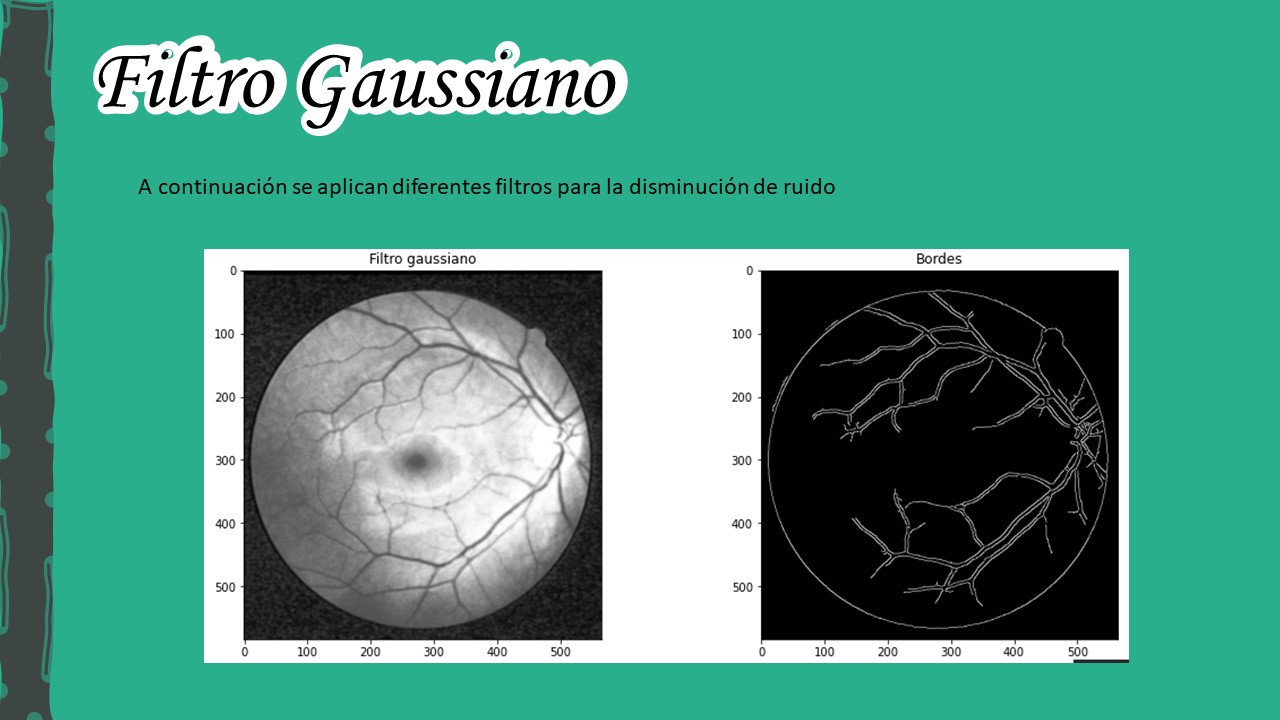 Filtro Gaussiano
A continuación se aplican diferentes filtros para la disminución de ruido
Filtro gaussiano
0
100
200
300
400
500
0 100 200 300 400 500
Bordes
0
100
200
300
400
500
0 100 200 300 400 500